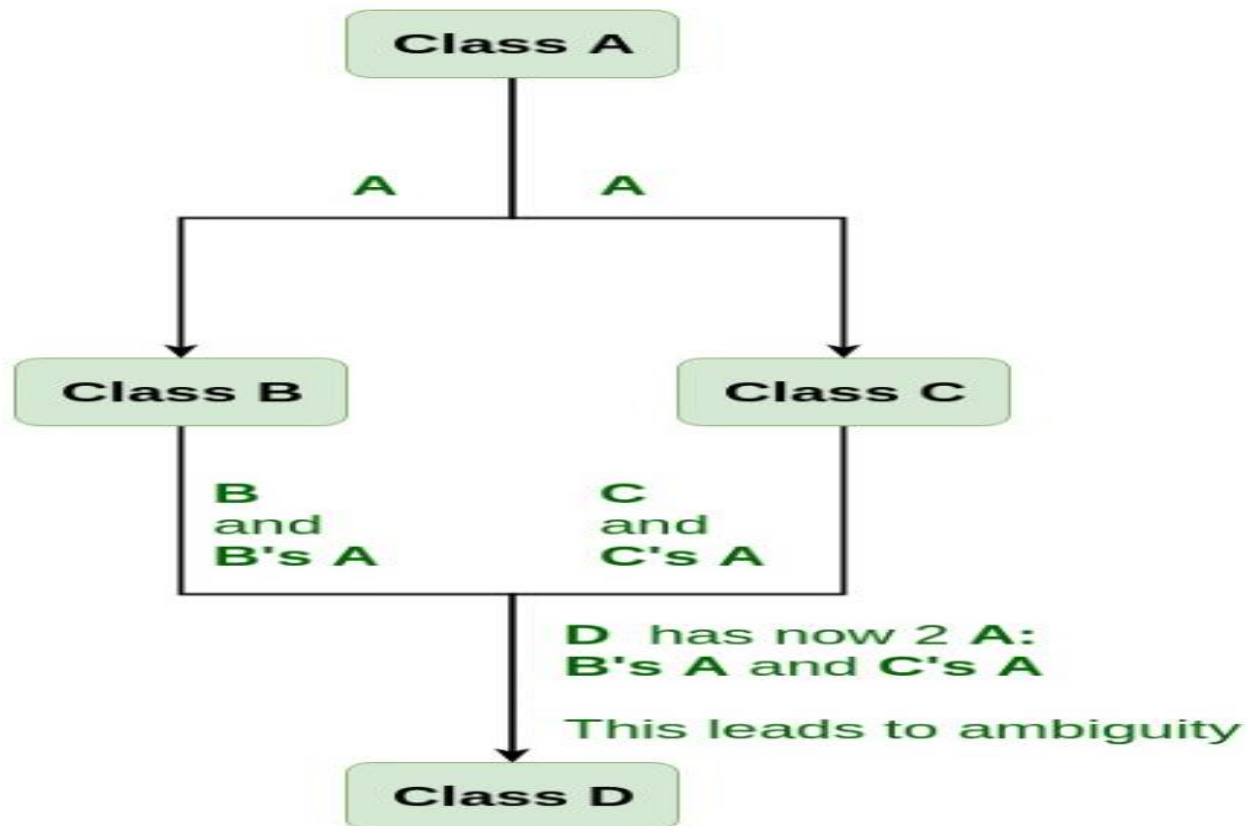 Class A
A
A
Class B
Class C
B
and
B's A
C
and
C's A
D has now 2 A:
B's A and C's A
This leads to ambiguity
Class D